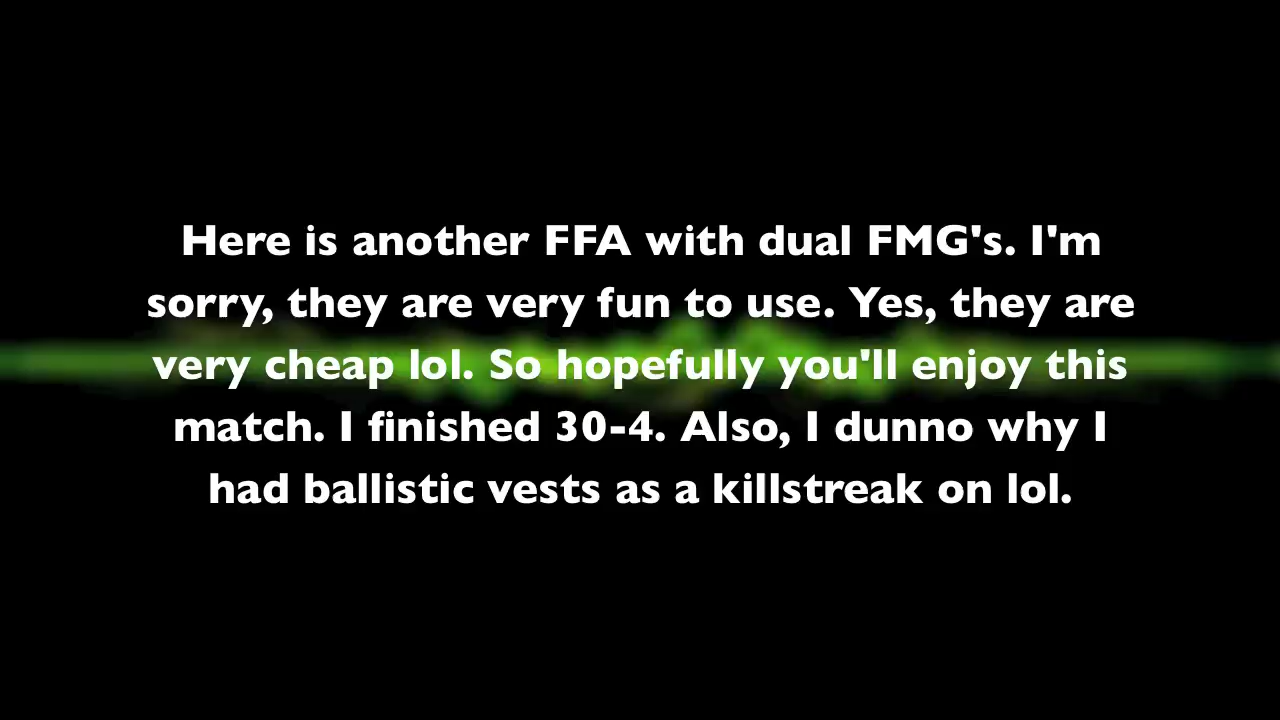 Here is another FFA with dual FMG's. I'm
sorry, they are very fun to use. Yes, they are
very cheap lol. So hopefully you'll enjoy this
match. I finished 30-4. Also, I dunno why I
had ballistic vests as a killstreak on lol.